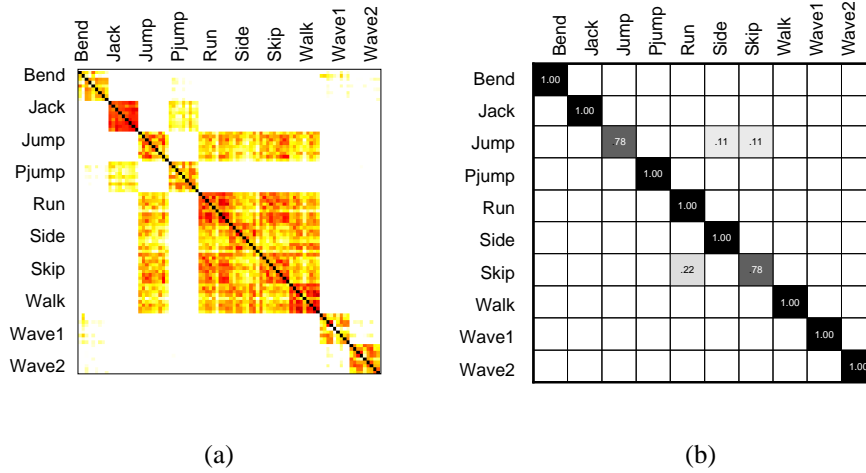 Bend Jack Jump Pjump Run Side Skip Walk Wave1 Wave2
Bend
Jack
Jump
Pjump
Run
Side
Skip
Walk
Wave1
Wave2
(a)
Bend Jack Jump Pjump Run Side Skip Walk Wave1 Wave2
Bend 1.00
Jack 1.00
Jump .78 .11 .11
Pjump 1.00
Run 1.00
Side 1.00
Skip .22 .78
Walk 1.00
Wave1 1.00
Wave2 1.00
(b)